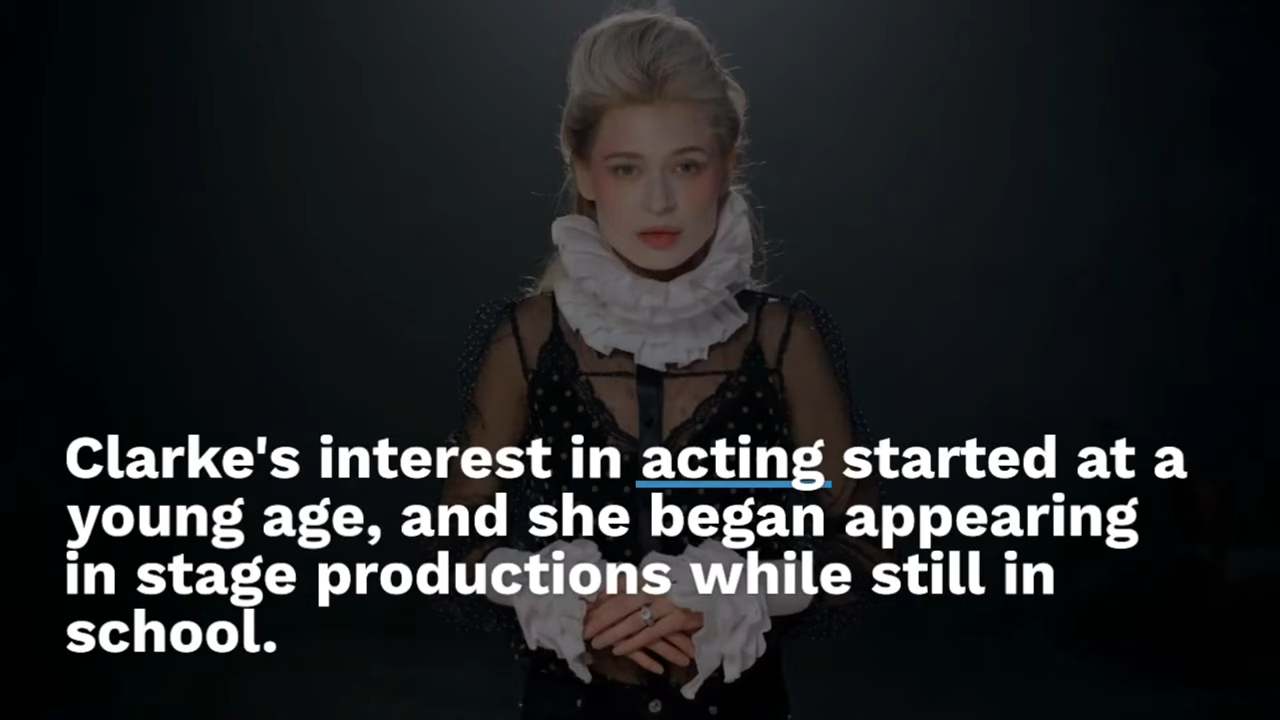 Clarke's interest in acting started at a
young age, and she began appearing
in stage productions while still in
school.